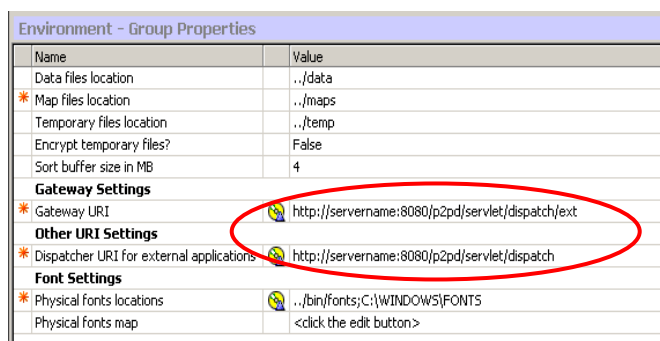 Environment - Group Properties
Name Value
Data files location ../data
* Map files location ../maps
Temporary files location ../temp
Encrypt temporary files? False
Sort buffer size in MB 4
Gateway Settings
* Gateway URI http://servername:8080/p2pd/servlet/dispatch/ext
Other URI Settings
* Dispatcher URI for external applications http://servername:8080/p2pd/servlet/dispatch
Font Settings
* Physical fonts locations ../bin/fonts;C:\WINDOWS\FONTS
Physical fonts map <click the edit button>